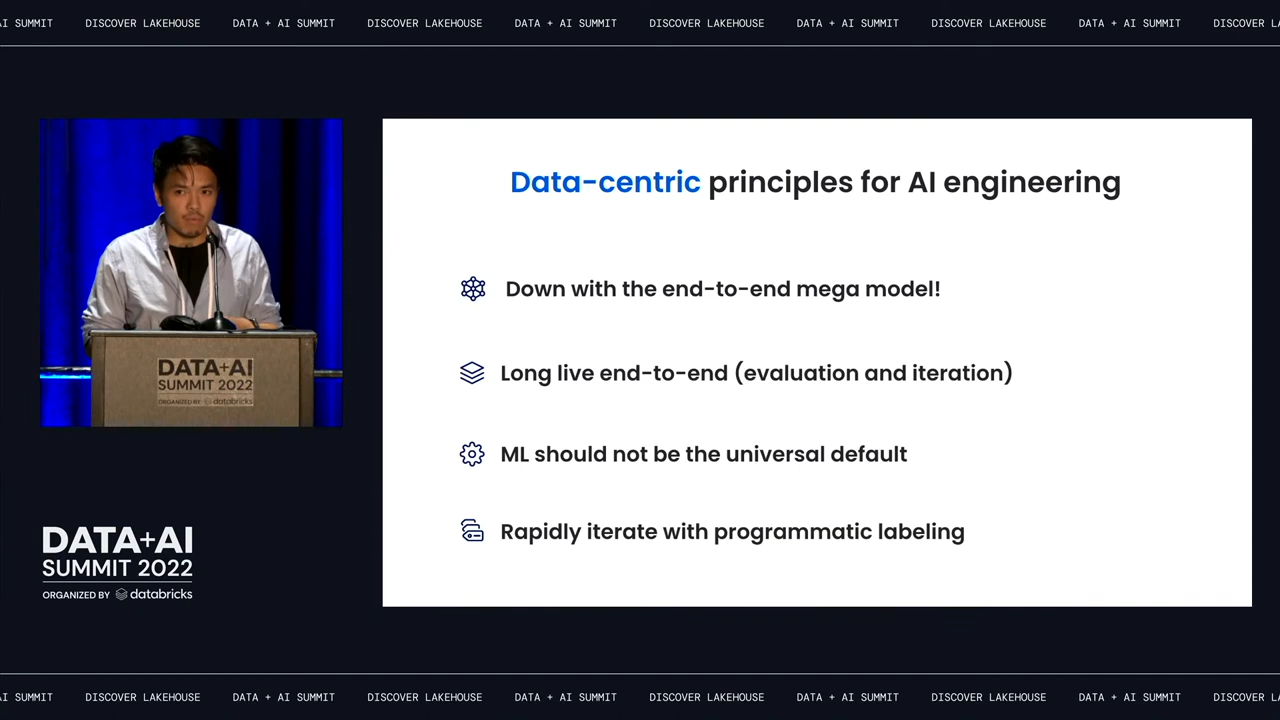 AI SUMMIT DISCOVER LAKEHOUSE DATA + AI SUMMIT DISCOVER LAKEHOUSE DATA + AI SUMMIT DISCOVER LAKEHOUSE DATA + AI SUMMIT DISCOVER LAKEHOUSE DATA + AI SUMMIT DISCOVER
Data-centric principles for AI engineering
Down with the end-to-end mega model!
Long live end-to-end (evaluation and iteration)
ML should not be the universal default
Rapidly iterate with programmatic labeling
DATA+AI
SUMMIT 2022
ORGANIZED BY databricks
DATA+AI
SUMMIT 2022
ORGANIZED BY databricks
AI SUMMIT DISCOVER LAKEHOUSE DATA + AI SUMMIT DISCOVER LAKEHOUSE DATA + AI SUMMIT DISCOVER LAKEHOUSE DATA + AI SUMMIT DISCOVER LAKEHOUSE DATA + AI SUMMIT DISCOVER